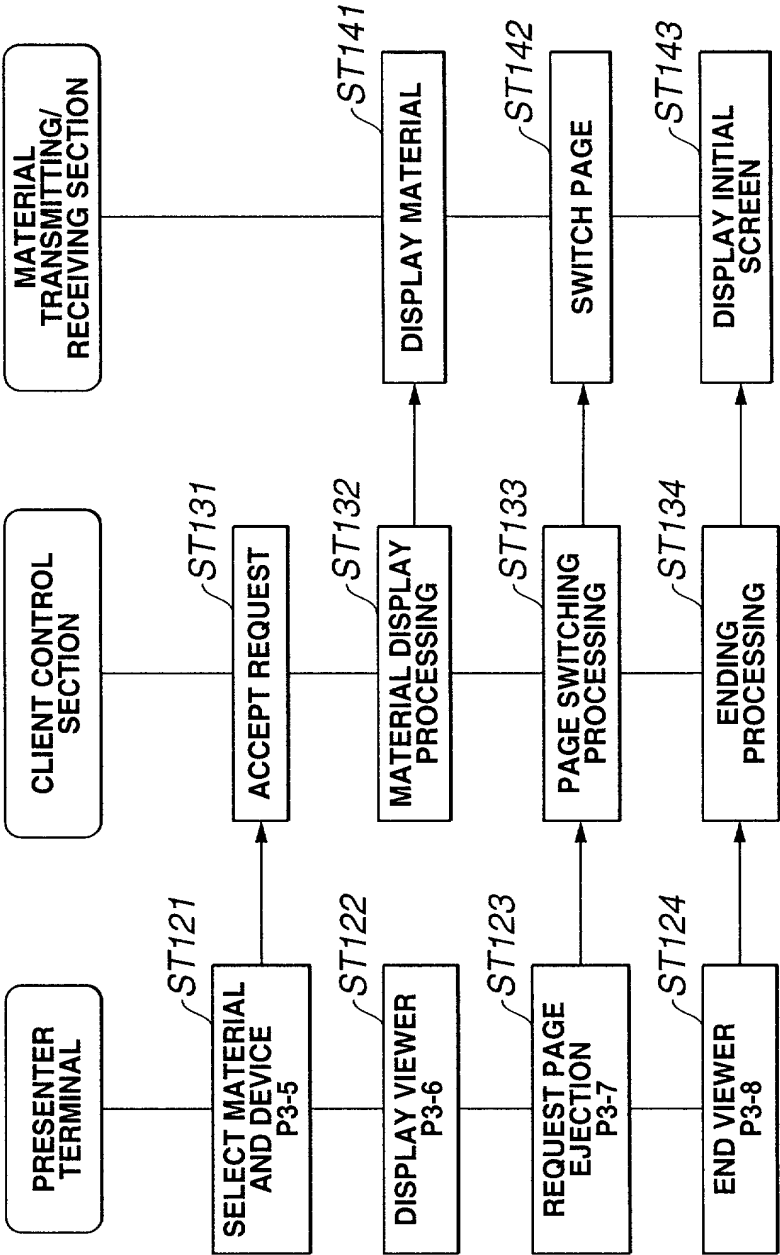 PRESENTER
TERMINAL
CLIENT CONTROL
SECTION
MATERIAL
TRANSMITTING/
RECEIVING SECTION
ST121
SELECT MATERIAL
AND DEVICE
P3-5
ST131
ACCEPT REQUEST
ST122
DISPLAY VIEWER
P3-6
ST132
MATERIAL DISPLAY
PROCESSING
ST141
DISPLAY MATERIAL
ST123
REQUEST PAGE
EJECTION
P3-7
ST133
PAGE SWITCHING
PROCESSING
ST142
SWITCH PAGE
ST124
END VIEWER
P3-8
ST134
ENDING
PROCESSING
ST143
DISPLAY INITIAL
SCREEN